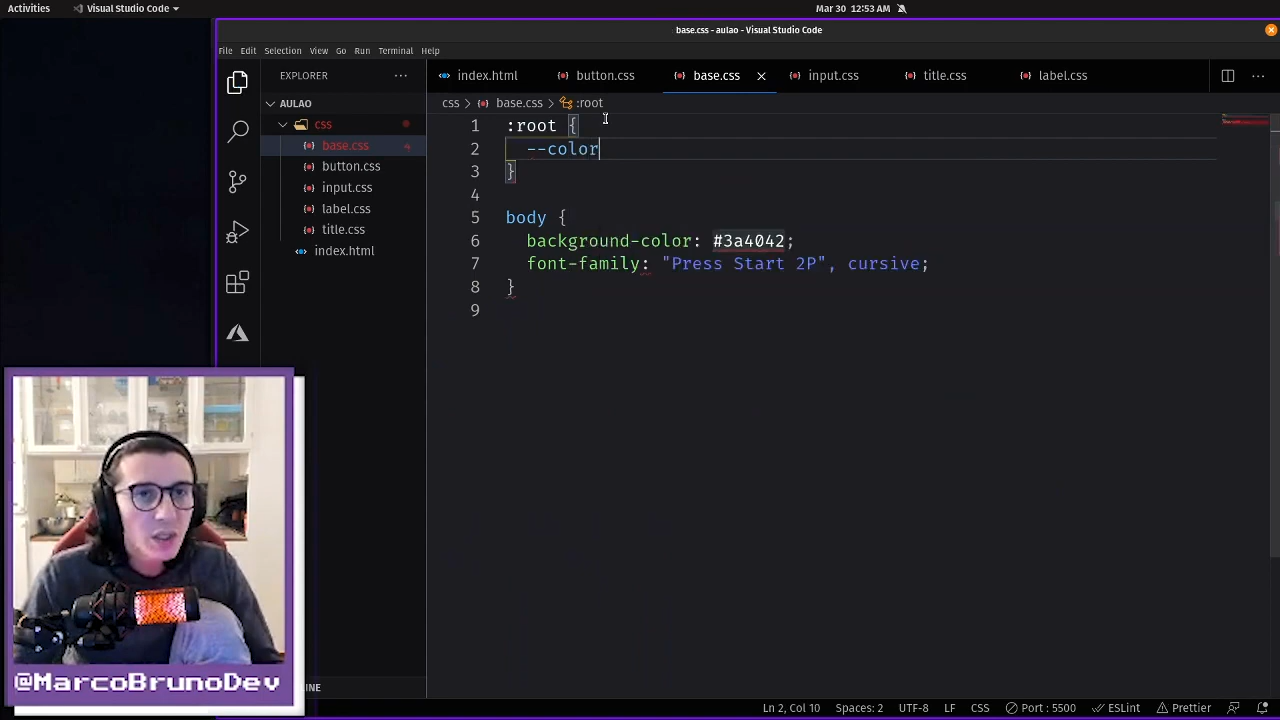 Activities
Visual Studio Code
Mar 30 12:53 AM
base.css - aulao - Visual Studio Code
File Edit Selection View Go Run Terminal Help
EXPLORER
index.html
button.css
base.css
input.css
title.css
label.css
AULAO
css > base.css > :root
css
base.css 4
button.css
input.css
label.css
title.css
index.html
1 :root {
2 --color
3 }
4
5 body {
6 background-color: #3a4042;
7 font-family: "Press Start 2P", cursive;
8 }
9
@MarcoBrunoDev
INE
Ln 2, Col 10 Spaces: 2 UTF-8 LF CSS Port : 5500 ESLint Prettier